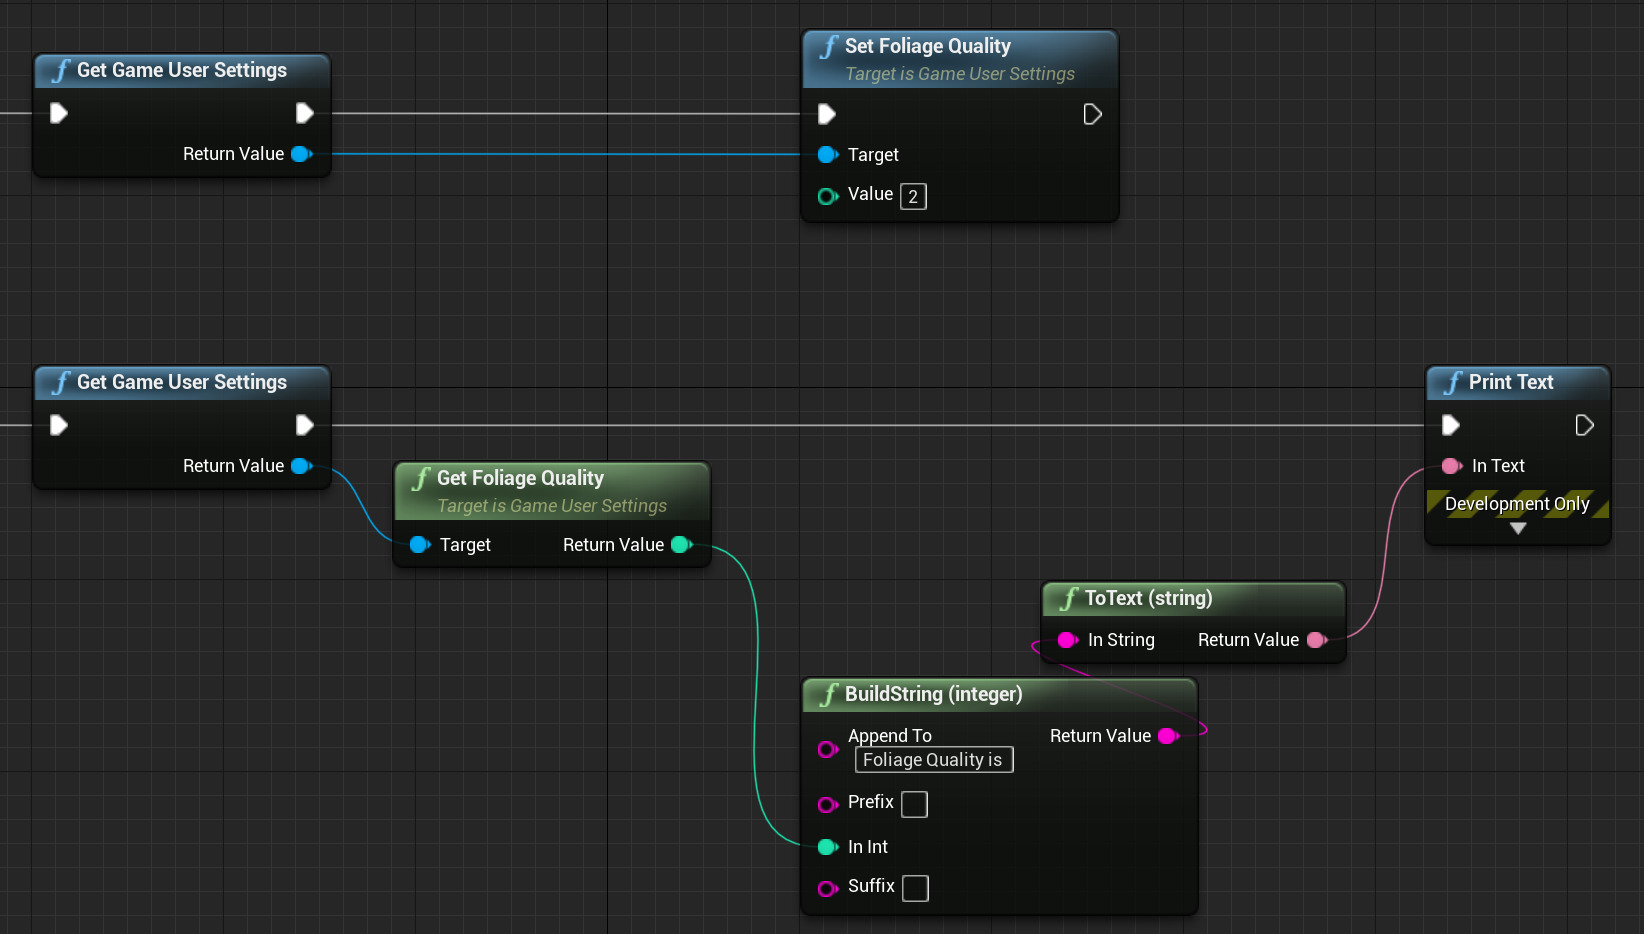 Get Game User Settings
Return Value
Set Foliage Quality
Target is Game User Settings
Target
Value 2
Get Game User Settings
Return Value
Get Foliage Quality
Target is Game User Settings
Target Return Value
Print Text
In Text
Development Only
ToText (string)
In String Return Value
BuildString (integer)
Append To Return Value
Foliage Quality is
Prefix
In Int
Suffix